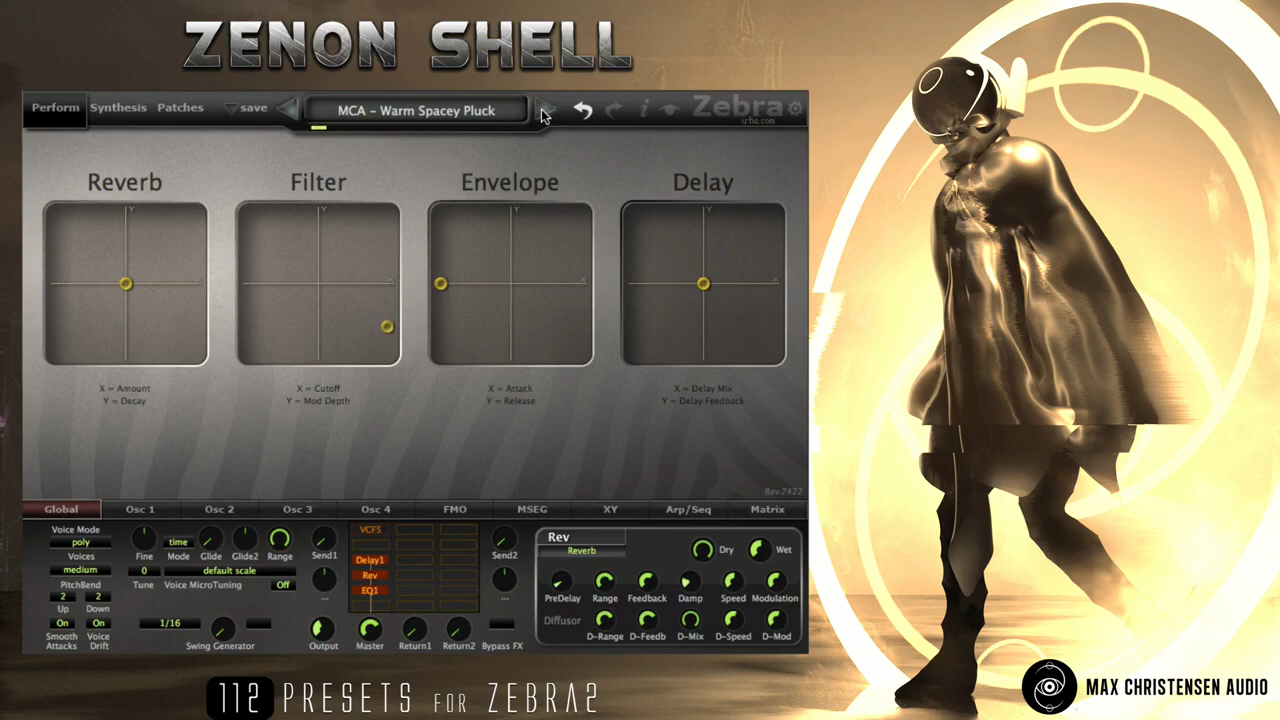 ZENON SHELL
Perform Synthesis Patches save MCA – Warm Spacey Pluck Zebra
u-he.com
Reverb Filter Envelope Delay
Y Y Y Y
X X X X
X = Amount X = Cutoff X = Attack X = Delay Mix
Y = Decay Y = Mod Depth Y = Release Y = Delay Feedback
Rev.7422
Global Osc 1 Osc 2 Osc 3 Osc 4 FMO MSEG XY Arp/Seq Matrix
Voice Mode
poly
Voices
medium
PitchBend
2 2
Up Down
On On
Smooth Voice
Attacks Drift
time
Fine Mode Glide Glide2 Range
0 default scale
Tune Voice MicroTuning Off
1/16
Swing Generator
Send1
...
Output
VCF5
Delay1
Rev
EQ1
Master Return1 Return2 Bypass FX
Send2
...
Rev
Reverb
Dry Wet
PreDelay Range Feedback Damp Speed Modulation
Diffusor
D-Range D-Feedb D-Mix D-Speed D-Mod
112 PRESETS FOR ZEBRA2
MAX CHRISTENSEN AUDIO